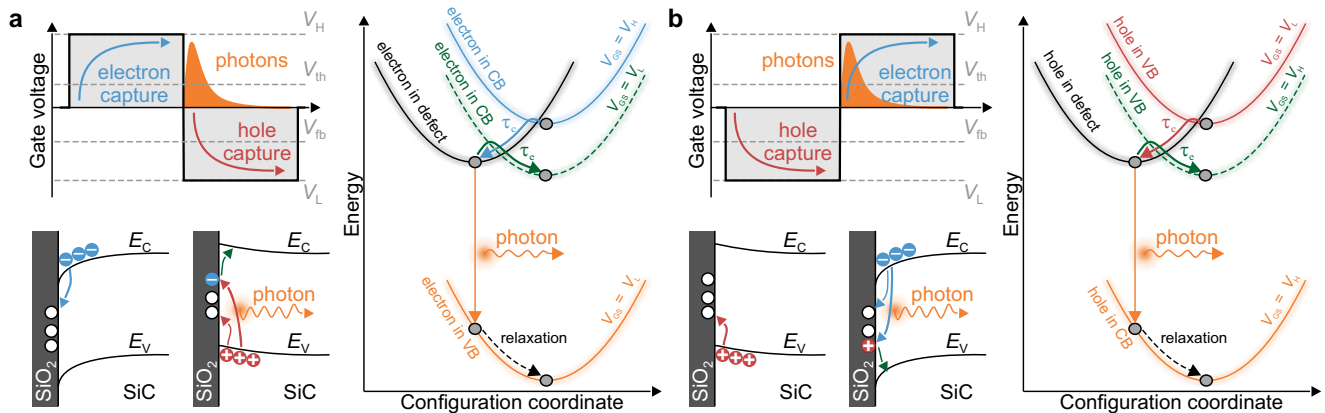 a
Gate voltage
V_H
V_th
V_fb
V_L
electron
capture
photons
hole
capture
E_C
E_V
SiO2
SiC
E_C
E_V
photon
SiO2
SiC
Energy
Configuration coordinate
electron in defect
electron in CB
electron in CB
V_GS = V_H
V_GS = V_L
τ_c
τ_e
photon
electron in VB
V_GS = V_L
relaxation
b
Gate voltage
V_H
V_th
V_fb
V_L
photons
electron
capture
hole
capture
E_C
E_V
SiO2
SiC
E_C
E_V
photon
SiO2
SiC
Energy
Configuration coordinate
hole in defect
hole in VB
hole in VB
V_GS = V_L
V_GS = V_H
τ_c
τ_e
photon
hole in CB
V_GS = V_H
relaxation